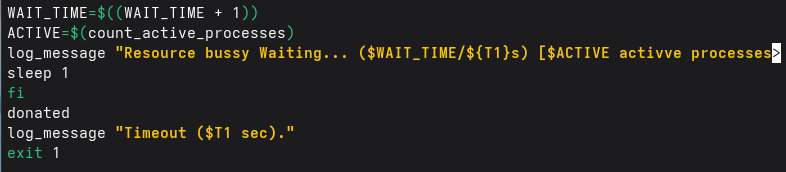 WAIT_TIME=$((WAIT_TIME + 1))
ACTIVE=$(count_active_processes)
log_message "Resource bussy Waiting... ($WAIT_TIME/${T1}s) [$ACTIVE activve processes>
sleep 1
fi
donated
log_message "Timeout ($T1 sec)."
exit 1